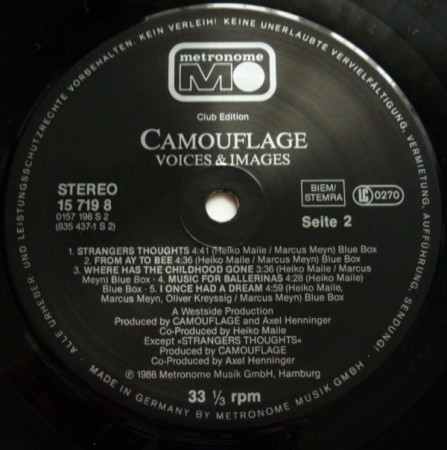 ALLE URHEBER UND LEISTUNGSSCHUTZRECHTE VORBEHALTEN. KEIN VERLEIH! KEINE UNERLAUBTE VERVIELFÄLTIGUNG, VERMIETUNG, AUFFÜHRUNG, SENDUNG!
metronome
Club Edition
CAMOUFLAGE
VOICES & IMAGES
STEREO
15 719 8
0157 198 S 2
(835 437-1 S 2)
BIEM/
STEMRA
LC 0270
Seite 2
1. STRANGERS THOUGHTS 4:41 (Heiko Maile / Marcus Meyn) Blue Box
2. FROM AY TO BEE 4:36 (Heiko Maile / Marcus Meyn) Blue Box
3. WHERE HAS THE CHILDHOOD GONE 3:36 (Heiko Maile / Marcus
Meyn) Blue Box · 4. MUSIC FOR BALLERINAS 4:28 (Heiko Maile)
Blue Box · 5. I ONCE HAD A DREAM 4:59 (Heiko Maile,
Marcus Meyn, Oliver Kreyssig / Marcus Meyn) Blue Box
A Westside Production
Produced by CAMOUFLAGE and Axel Henninger
Co-Produced by Heiko Maile
Except »STRANGERS THOUGHTS«
Produced by CAMOUFLAGE
Co-Produced by Axel Henninger
℗ 1988 Metronome Musik GmbH, Hamburg
33 1/3 rpm
MADE IN GERMANY BY METRONOME MUSIK GMBH.